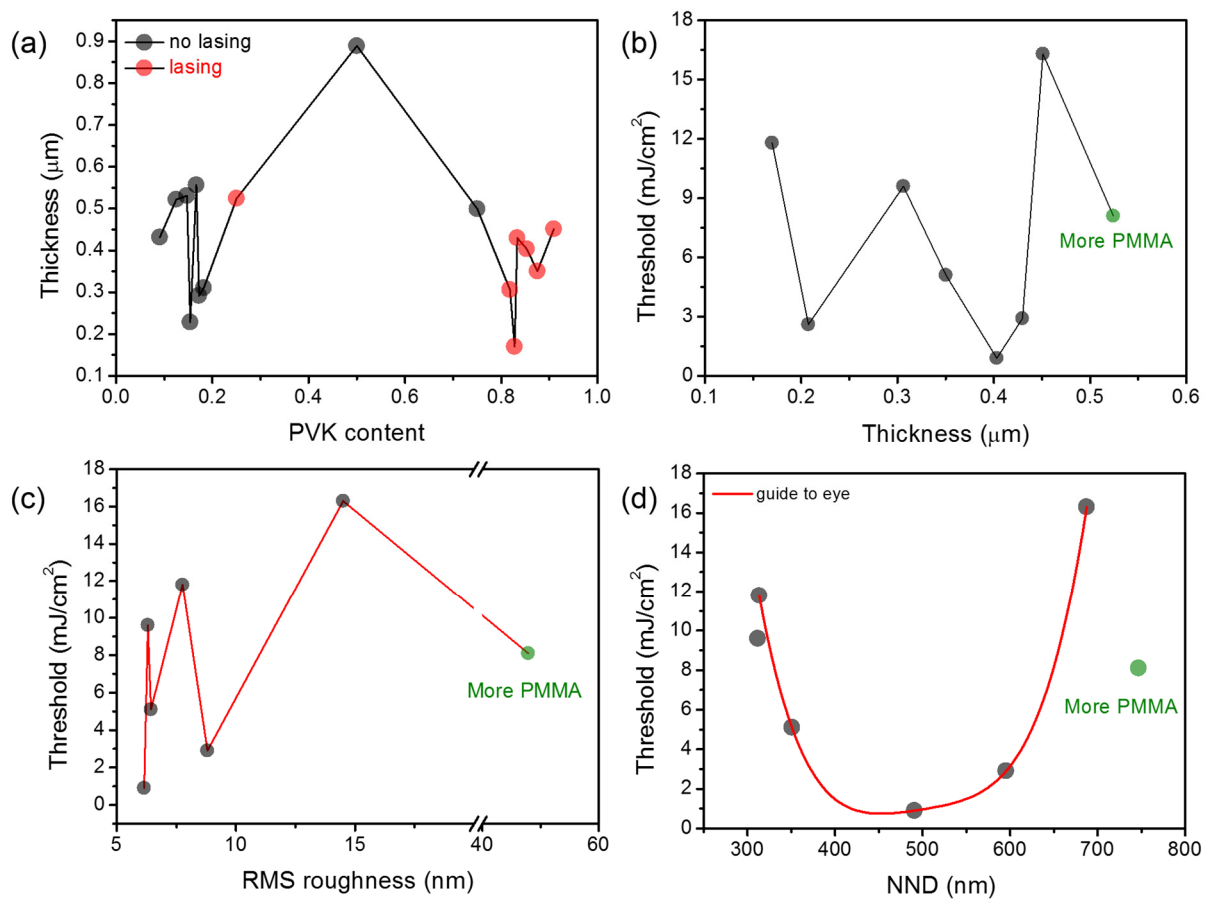 (a)
no lasing
lasing
Thickness (μm)
0.9
0.8
0.7
0.6
0.5
0.4
0.3
0.2
0.1
0.0 0.2 0.4 0.6 0.8 1.0
PVK content
(b)
Threshold (mJ/cm²)
18
15
12
9
6
3
0
More PMMA
0.1 0.2 0.3 0.4 0.5 0.6
Thickness (μm)
(c)
Threshold (mJ/cm²)
18
16
14
12
10
8
6
4
2
0
More PMMA
5 10 15 40 60
RMS roughness (nm)
(d)
guide to eye
Threshold (mJ/cm²)
18
16
14
12
10
8
6
4
2
0
More PMMA
300 400 500 600 700 800
NND (nm)